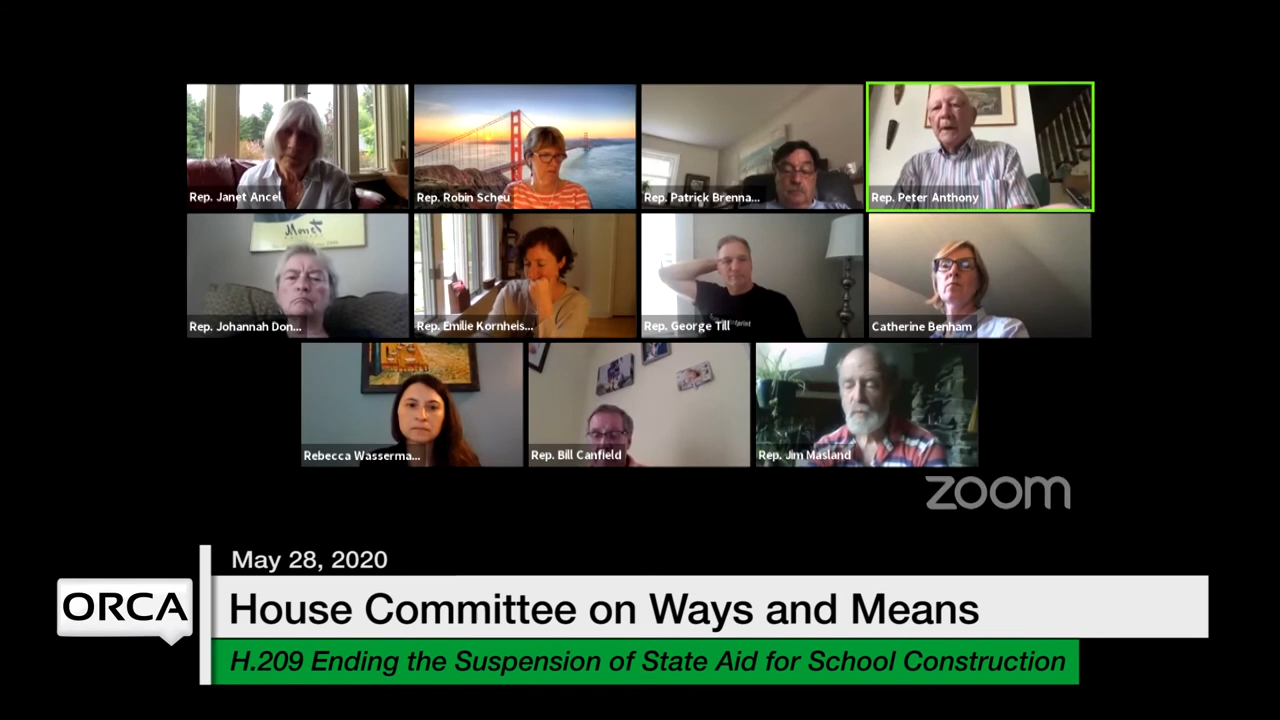 Rep. Janet Ancel
Rep. Robin Scheu
Rep. Patrick Brenna...
Rep. Peter Anthony
Monet
Rep. Johannah Don...
Rep. Emilie Kornheis...
Rep. George Till
Catherine Benham
Rebecca Wasserma...
Rep. Bill Canfield
Rep. Jim Masland
zoom
May 28, 2020
ORCA
House Committee on Ways and Means
H.209 Ending the Suspension of State Aid for School Construction